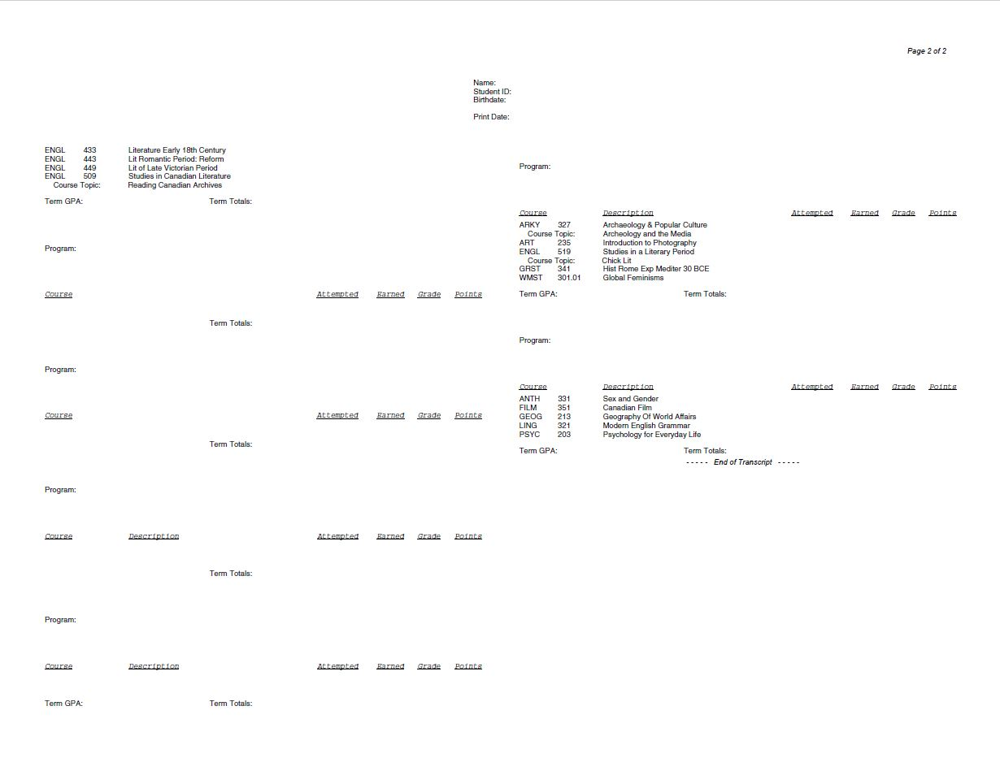 Page 2 of 2
Name:
Student ID:
Birthdate:
Print Date:
ENGL 433 Literature Early 18th Century
ENGL 443 Lit Romantic Period: Reform
ENGL 449 Lit of Late Victorian Period
ENGL 509 Studies in Canadian Literature
Course Topic: Reading Canadian Archives
Term GPA: Term Totals:
Program:
Course Attempted Earned Grade Points
Term Totals:
Program:
Course Attempted Earned Grade Points
Term Totals:
Program:
Course Description Attempted Earned Grade Points
Term Totals:
Program:
Course Description Attempted Earned Grade Points
Term GPA: Term Totals:
Program:
Course Description Attempted Earned Grade Points
ARKY 327 Archaeology & Popular Culture
Course Topic: Archeology and the Media
ART 235 Introduction to Photography
ENGL 519 Studies in a Literary Period
Course Topic: Chick Lit
GRST 341 Hist Rome Exp Mediter 30 BCE
WMST 301.01 Global Feminisms
Term GPA: Term Totals:
Program:
Course Description Attempted Earned Grade Points
ANTH 331 Sex and Gender
FILM 351 Canadian Film
GEOG 213 Geography Of World Affairs
LING 321 Modern English Grammar
PSYC 203 Psychology for Everyday Life
Term GPA: Term Totals:
- - - - - End of Transcript - - - - -